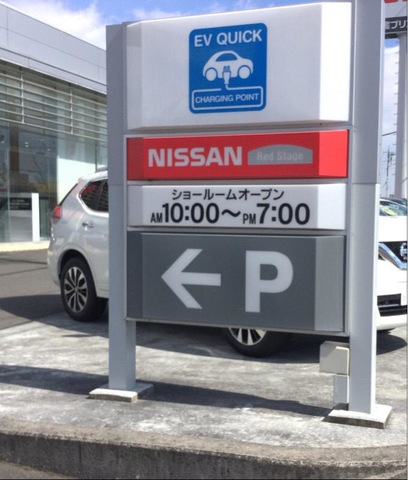 EV QUICK
CHARGING POINT
NISSAN Red Stage
ショールームオープン
AM10:00～PM7:00
←P